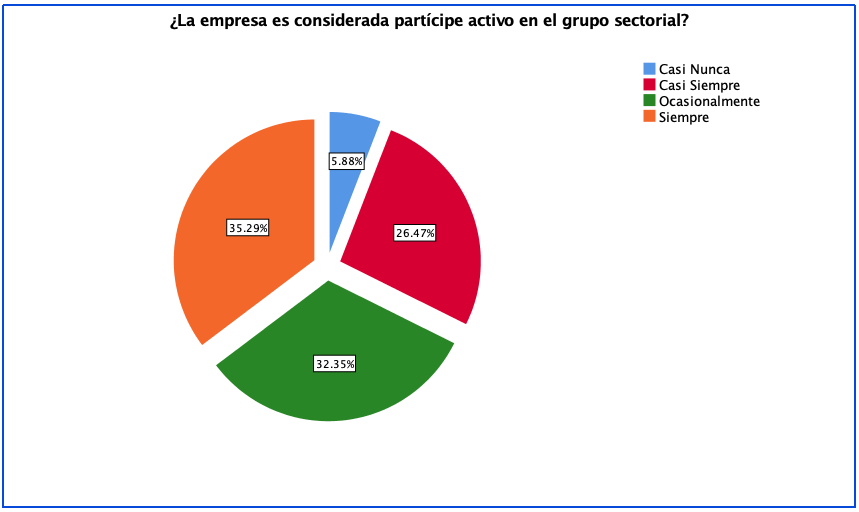 ¿La empresa es considerada partícipe activo en el grupo sectorial?
Casi Nunca
Casi Siempre
Ocasionalmente
Siempre
5.88%
26.47%
35.29%
32.35%